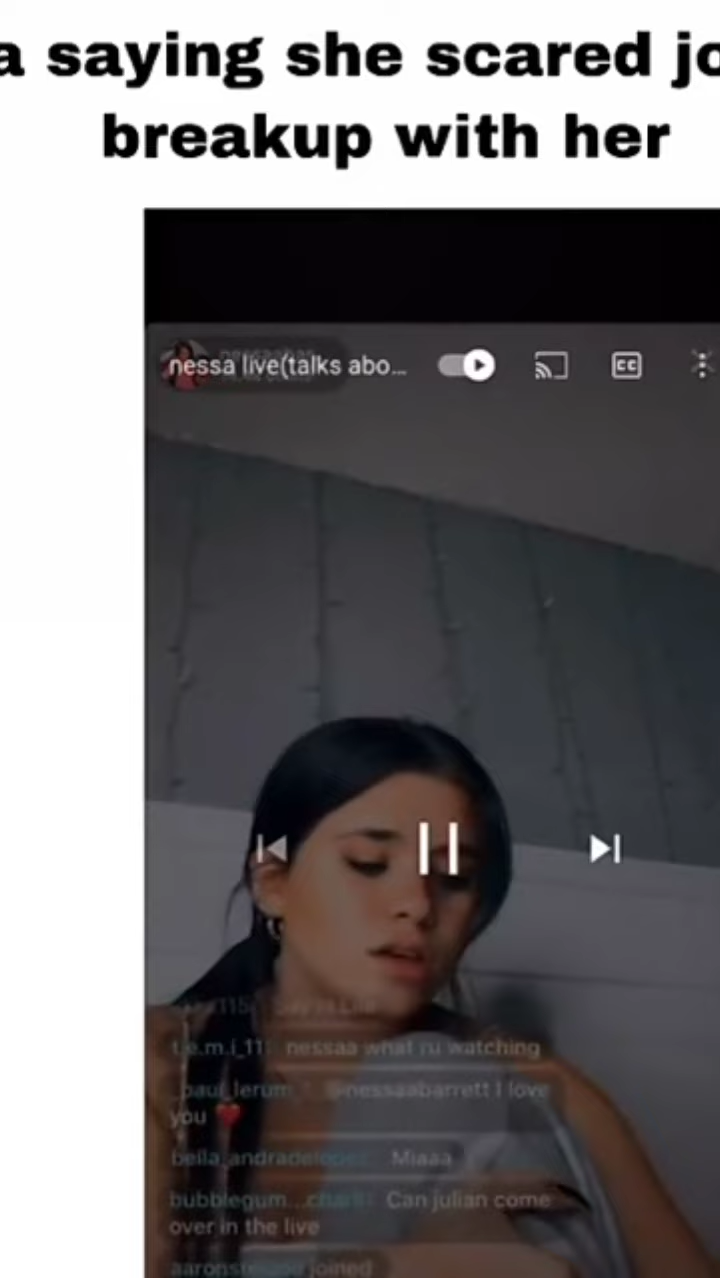 a saying she scared jo
breakup with her
nessa live(talks abo...
t.e.m.i_11: nessaa what ru watching
@nessaabarrett I love
you ❤️
Miaaa
Can julian come
over in the live
joined